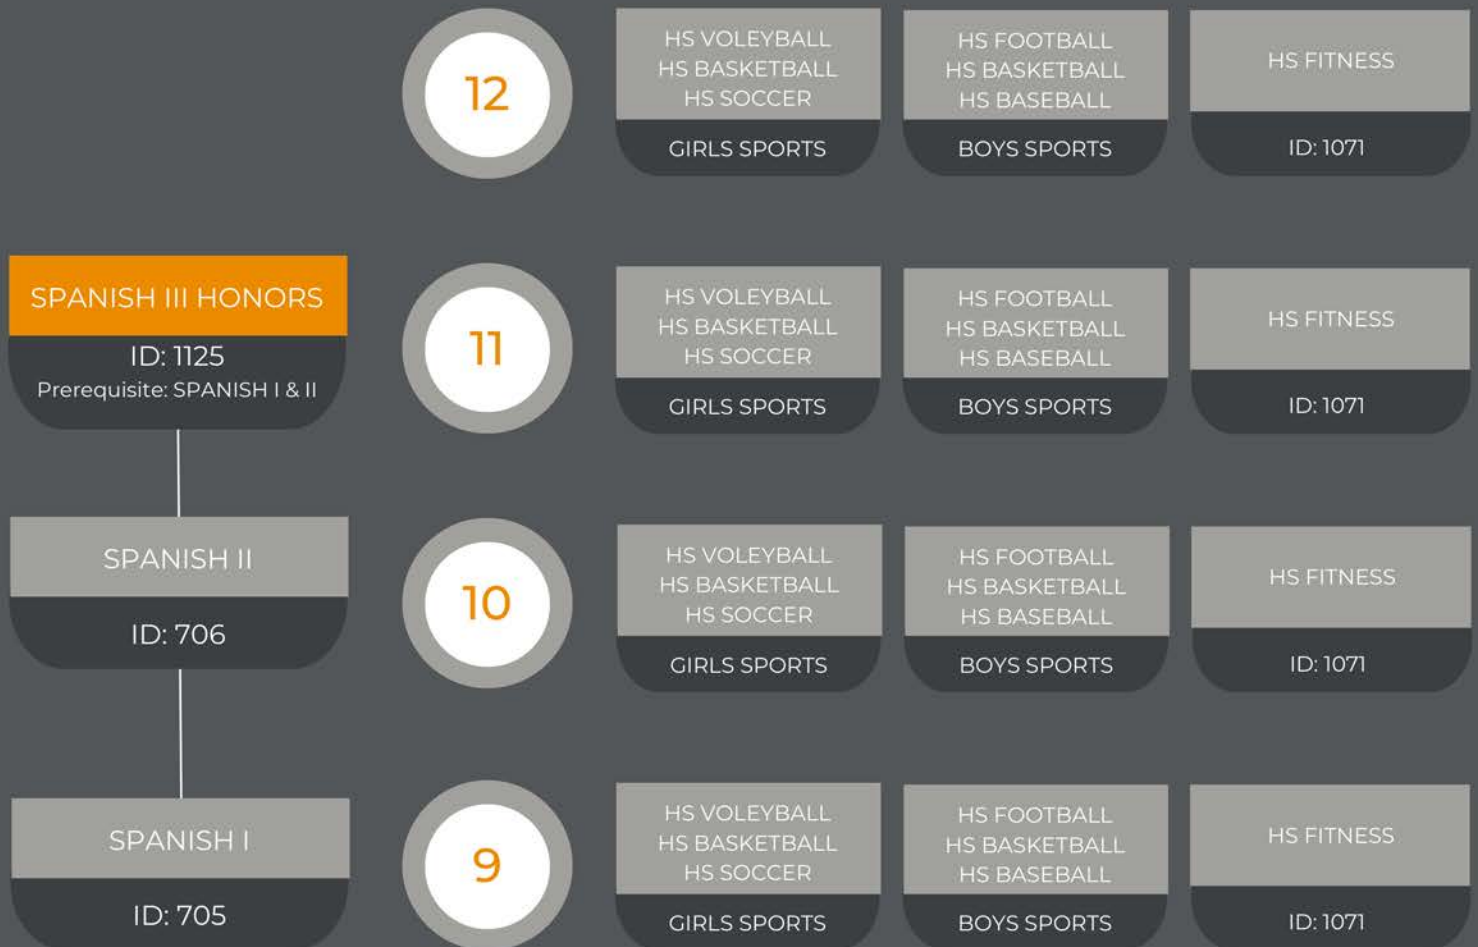 12
HS VOLEYBALL
HS BASKETBALL
HS SOCCER
GIRLS SPORTS
HS FOOTBALL
HS BASKETBALL
HS BASEBALL
BOYS SPORTS
HS FITNESS
ID: 1071
SPANISH III HONORS
ID: 1125
Prerequisite: SPANISH I & II
11
HS VOLEYBALL
HS BASKETBALL
HS SOCCER
GIRLS SPORTS
HS FOOTBALL
HS BASKETBALL
HS BASEBALL
BOYS SPORTS
HS FITNESS
ID: 1071
SPANISH II
ID: 706
10
HS VOLEYBALL
HS BASKETBALL
HS SOCCER
GIRLS SPORTS
HS FOOTBALL
HS BASKETBALL
HS BASEBALL
BOYS SPORTS
HS FITNESS
ID: 1071
SPANISH I
ID: 705
9
HS VOLEYBALL
HS BASKETBALL
HS SOCCER
GIRLS SPORTS
HS FOOTBALL
HS BASKETBALL
HS BASEBALL
BOYS SPORTS
HS FITNESS
ID: 1071